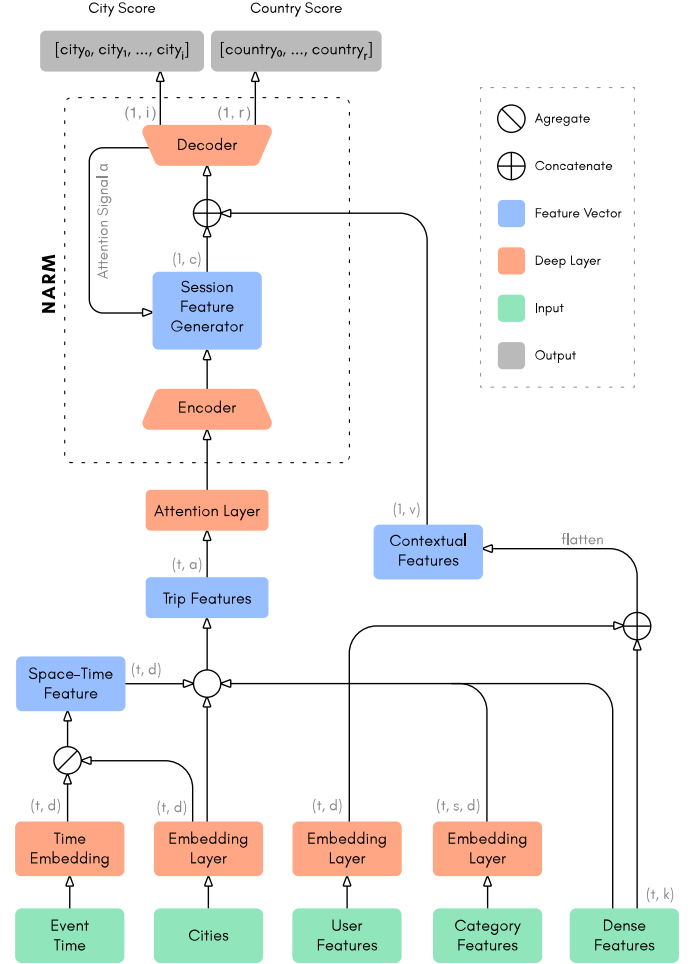 City Score
Country Score
[city₀, city₁, ..., cityᵢ]
[country₀, ..., countryᵣ]
(1, i)
(1, r)
Decoder
Attention Signal a
(1, c)
NARM
Session
Feature
Generator
Encoder
Attention Layer
(t, a)
Trip Features
(1, v)
Contextual
Features
flatten
Space-Time
Feature
(t, d)
(t, d)
(t, d)
(t, d)
(t, s, d)
Time
Embedding
Embedding
Layer
Embedding
Layer
Embedding
Layer
(t, k)
Event
Time
Cities
User
Features
Category
Features
Dense
Features
Agregate
Concatenate
Feature Vector
Deep Layer
Input
Output